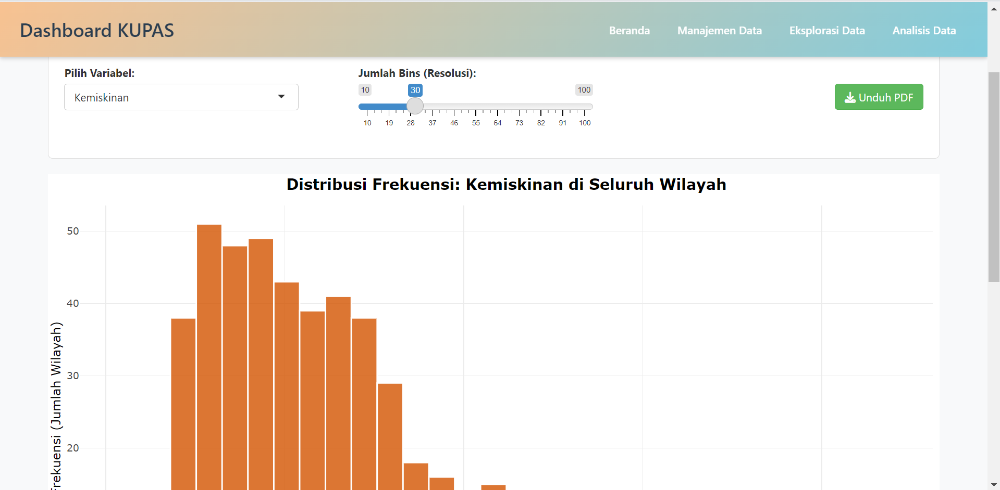 Dashboard KUPAS
Beranda Manajemen Data Eksplorasi Data Analisis Data
Pilih Variabel:
Kemiskinan
Jumlah Bins (Resolusi):
10 30 100
10 19 28 37 46 55 64 73 82 91 100
Unduh PDF
Distribusi Frekuensi: Kemiskinan di Seluruh Wilayah
Frekuensi (Jumlah Wilayah)
50
40
30
20